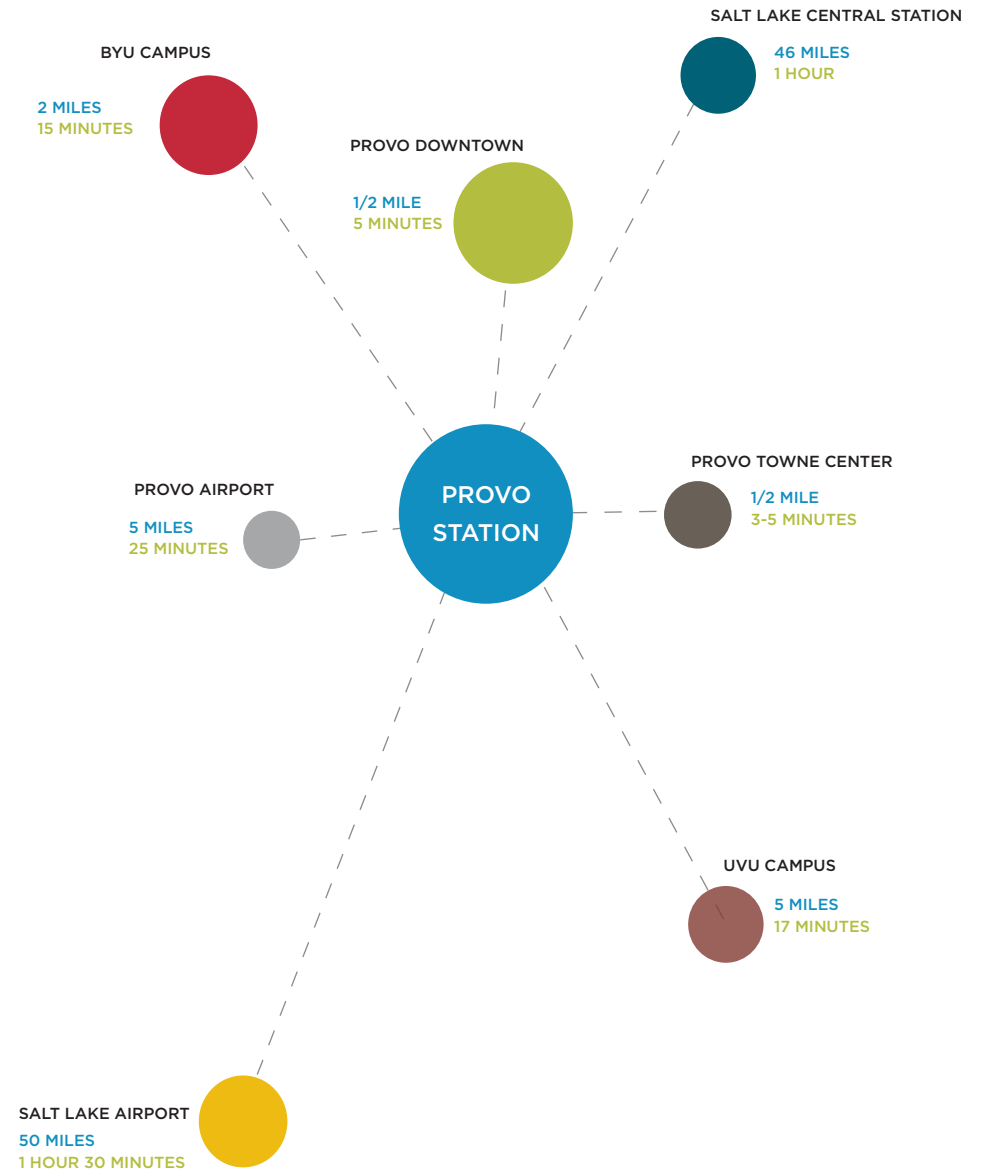 SALT LAKE CENTRAL STATION
46 MILES
1 HOUR
BYU CAMPUS
2 MILES
15 MINUTES
PROVO DOWNTOWN
1/2 MILE
5 MINUTES
PROVO TOWNE CENTER
1/2 MILE
3-5 MINUTES
PROVO AIRPORT
5 MILES
25 MINUTES
PROVO
STATION
UVU CAMPUS
5 MILES
17 MINUTES
SALT LAKE AIRPORT
50 MILES
1 HOUR 30 MINUTES